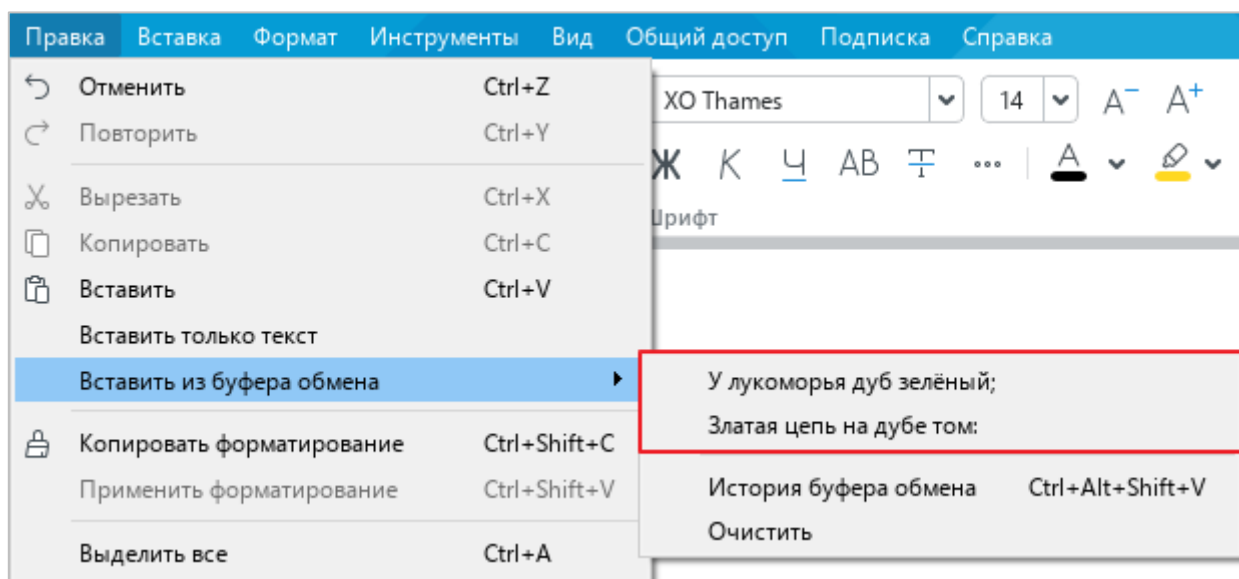 Правка Вставка Формат Инструменты Вид Общий доступ Подписка Справка
Отменить Ctrl+Z
XO Thames 14 A⁻ A⁺
Повторить Ctrl+Y
Ж К Ч АВ Т ... А
Вырезать Ctrl+X
Шрифт
Копировать Ctrl+C
Вставить Ctrl+V
Вставить только текст
Вставить из буфера обмена
У лукоморья дуб зелёный;
Златая цепь на дубе том:
Копировать форматирование Ctrl+Shift+C
Применить форматирование Ctrl+Shift+V
История буфера обмена Ctrl+Alt+Shift+V
Очистить
Выделить все Ctrl+A